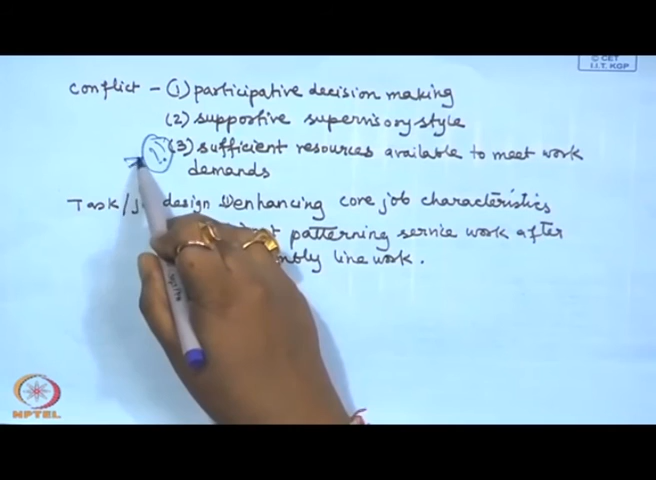 © CET
I.I.T. KGP
conflict - (1) participative decision making
(2) supportive supervisory style
(3) sufficient resources available to meet work
demands
Task/ design 1) enhancing core job characteristics
patterning service work after
line work.
NPTEL